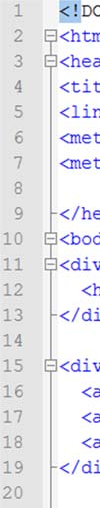 1 <!DO
2 <htm
3 <hea
4 <tit
5 <lin
6 <met
7 <met
8
9 </he
10 <bod
11 <div
12 <h
13 </di
14
15 <div
16 <a
17 <a
18 <a
19 </di
20